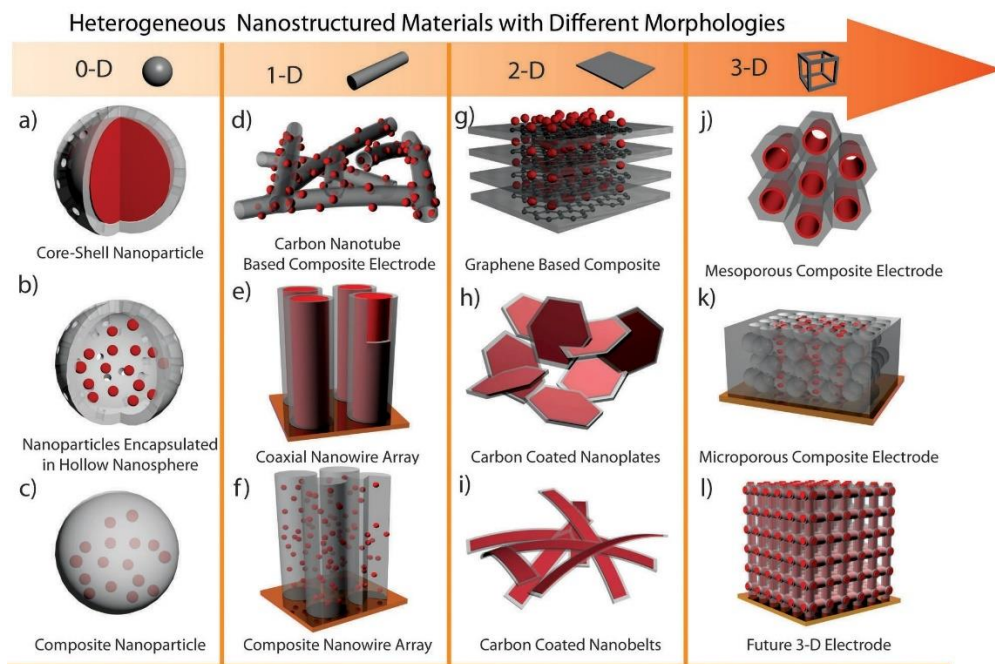 Heterogeneous Nanostructured Materials with Different Morphologies
0-D
1-D
2-D
3-D
a)
Core-Shell Nanoparticle
b)
Nanoparticles Encapsulated
in Hollow Nanosphere
c)
Composite Nanoparticle
d)
Carbon Nanotube
Based Composite Electrode
e)
Coaxial Nanowire Array
f)
Composite Nanowire Array
g)
Graphene Based Composite
h)
Carbon Coated Nanoplates
i)
Carbon Coated Nanobelts
j)
Mesoporous Composite Electrode
k)
Microporous Composite Electrode
l)
Future 3-D Electrode